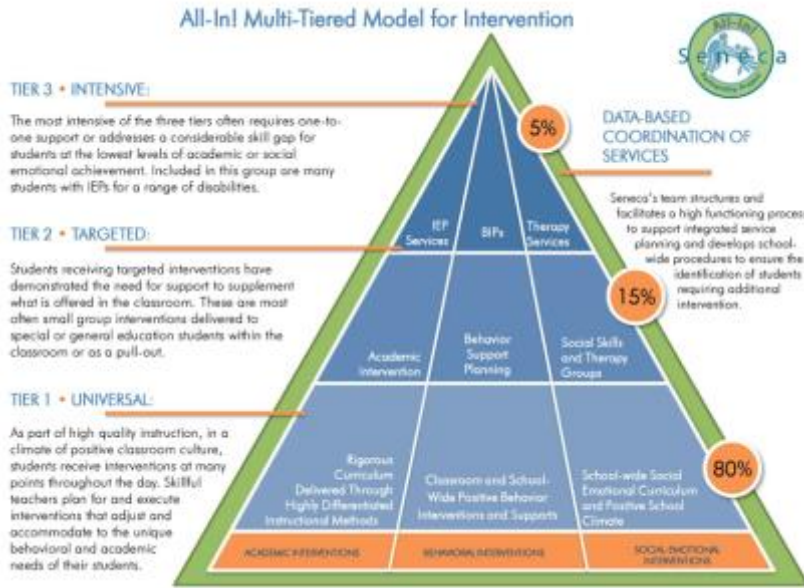 All-In! Multi-Tiered Model for Intervention
All-In!
Seneca
TIER 3 • INTENSIVE:
The most intensive of the three tiers often requires one-to-
one support or addresses a considerable skill gap for
students at the lowest levels of academic or social
emotional achievement. Included in this group are many
students with IEPs for a range of disabilities.
TIER 2 • TARGETED:
Students receiving targeted interventions have
demonstrated the need for support to supplement
what is offered in the classroom. These are most
often small group interventions delivered to
special or general education students within the
classroom or as a pull-out.
TIER 1 • UNIVERSAL:
As part of high quality instruction, in a
climate of positive classroom culture,
students receive interventions at many
points throughout the day. Skillful
teachers plan for and execute
interventions that adjust and
accommodate to the unique
behavioral and academic
needs of their students.
5%
IEP
Services
BIPs
Therapy
Services
15%
Academic
Intervention
Behavior
Support
Planning
Social Skills
and Therapy
Groups
80%
Rigorous
Curriculum
Delivered Through
Highly Differentiated
Instructional Methods
Classroom and School-
Wide Positive Behavior
Interventions and Supports
School-wide Social
Emotional Curriculum
and Positive School
Climate
ACADEMIC INTERVENTIONS
BEHAVIORAL INTERVENTIONS
SOCIAL-EMOTIONAL
INTERVENTIONS
DATA-BASED
COORDINATION OF
SERVICES
Seneca's team structures and
facilitates a high functioning process
to support integrated service
planning and develops school-
wide procedures to ensure the
identification of students
requiring additional
intervention.